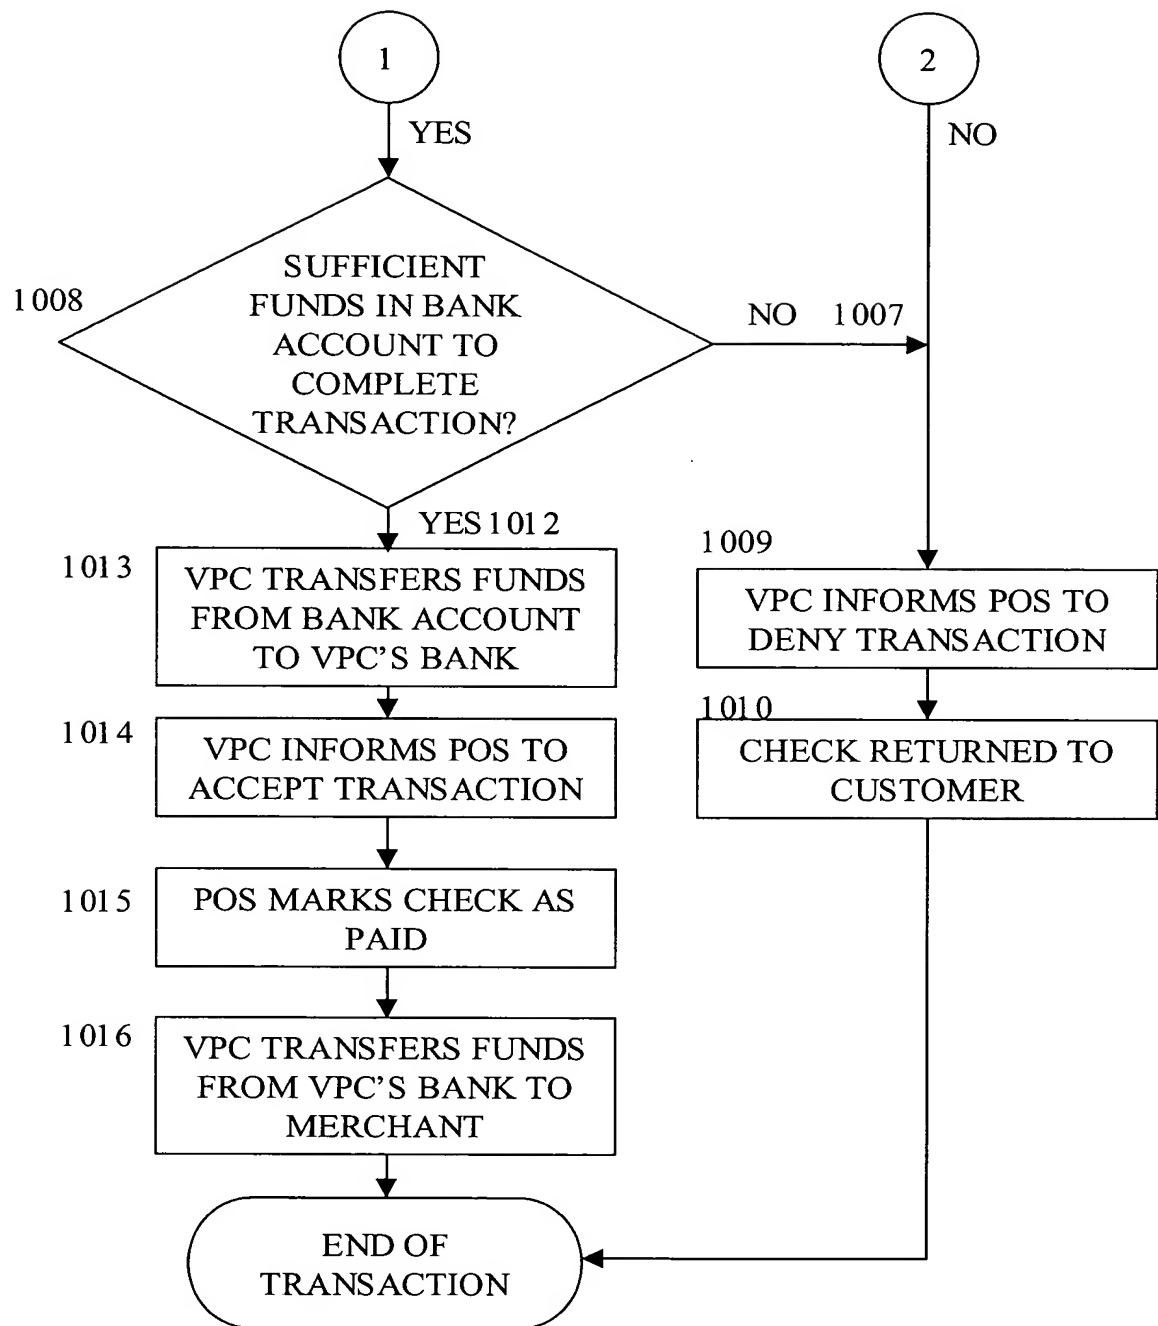 1
2
YES
NO
1008
SUFFICIENT
FUNDS IN BANK
ACCOUNT TO
COMPLETE
TRANSACTION?
NO 1007
YES 1012
1013
VPC TRANSFERS FUNDS
FROM BANK ACCOUNT
TO VPC'S BANK
1009
VPC INFORMS POS TO
DENY TRANSACTION
1014
VPC INFORMS POS TO
ACCEPT TRANSACTION
1010
CHECK RETURNED TO
CUSTOMER
1015
POS MARKS CHECK AS
PAID
1016
VPC TRANSFERS FUNDS
FROM VPC'S BANK TO
MERCHANT
END OF
TRANSACTION